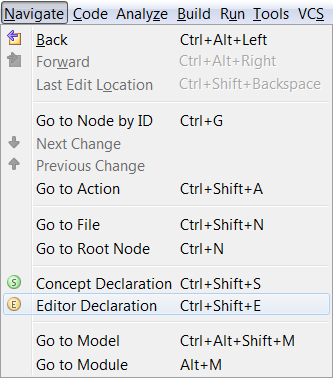 Navigate Code Analyze Build Run Tools VCS
Back Ctrl+Alt+Left
Forward Ctrl+Alt+Right
Last Edit Location Ctrl+Shift+Backspace
Go to Node by ID Ctrl+G
Next Change
Previous Change
Go to Action Ctrl+Shift+A
Go to File Ctrl+Shift+N
Go to Root Node Ctrl+N
S Concept Declaration Ctrl+Shift+S
E Editor Declaration Ctrl+Shift+E
Go to Model Ctrl+Alt+Shift+M
Go to Module Alt+M